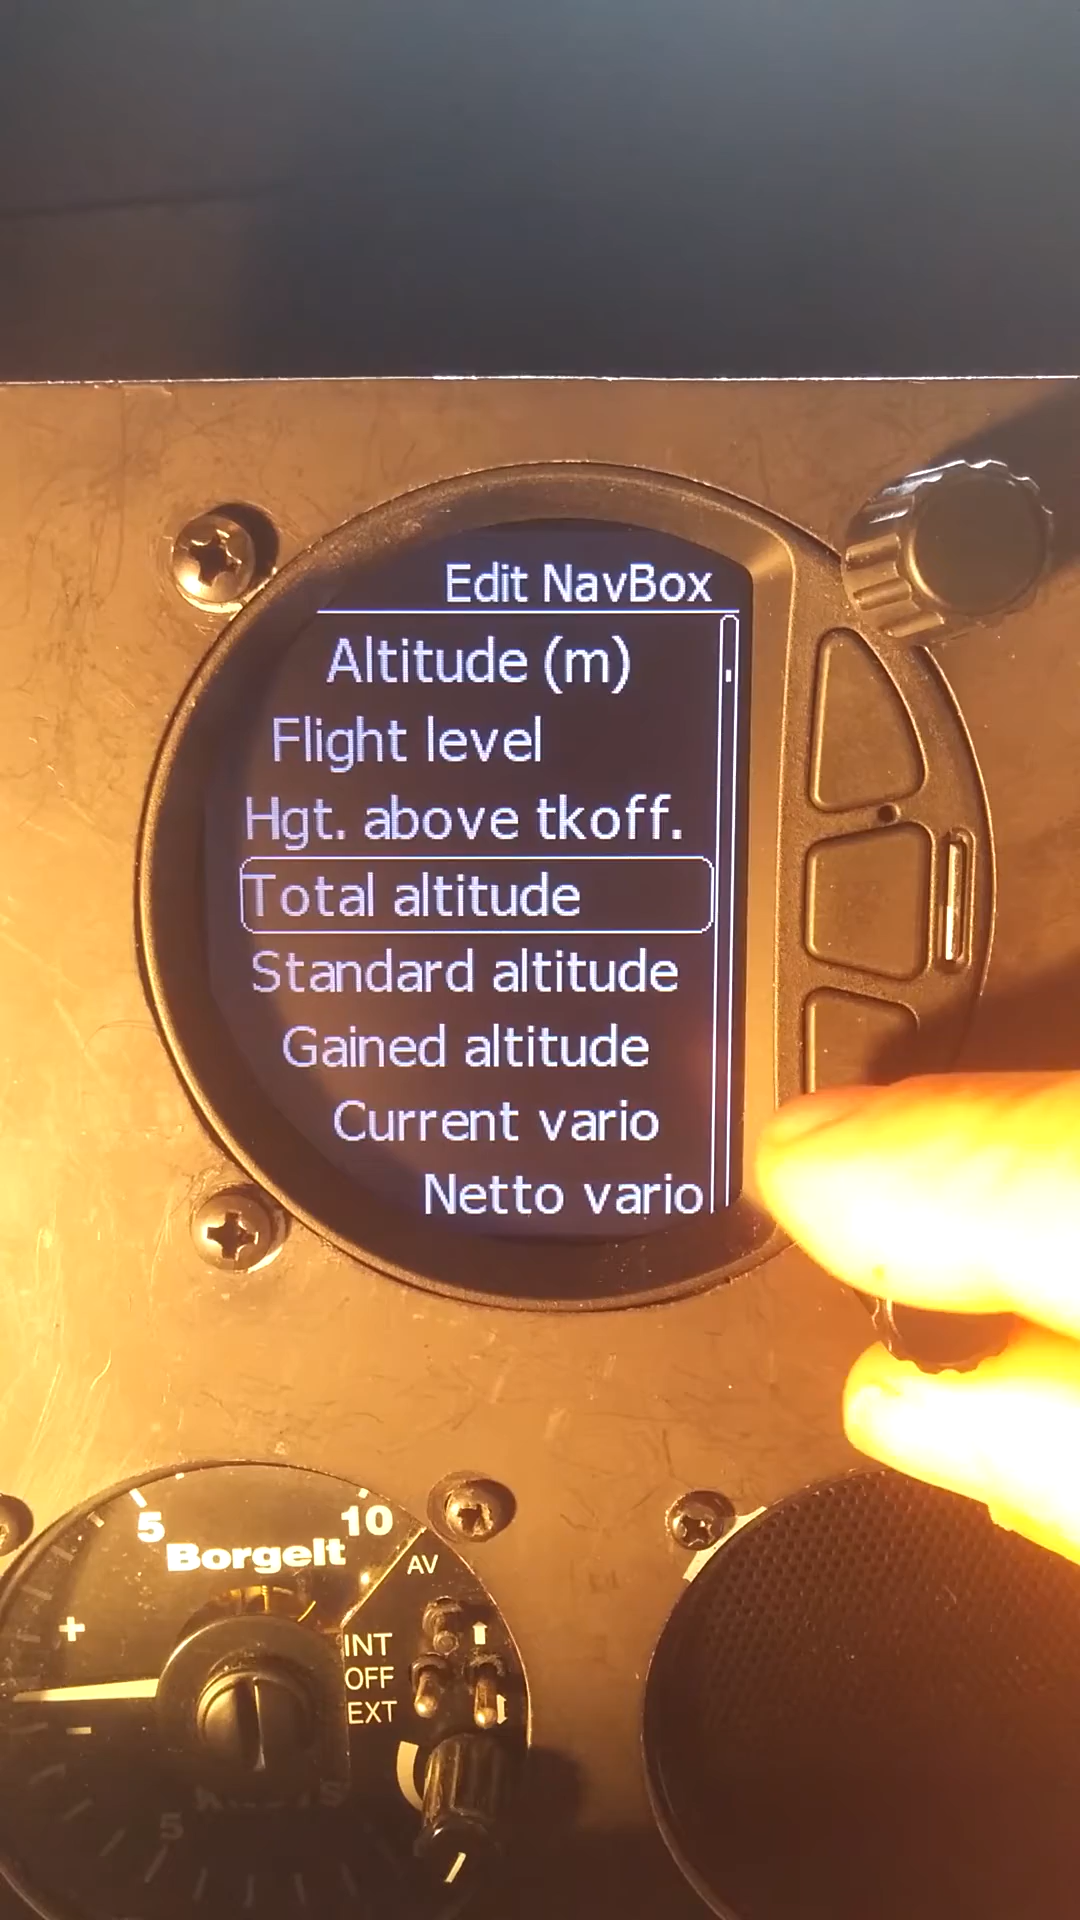 Edit NavBox
Altitude (m)
Flight level
Hgt. above tkoff.
Total altitude
Standard altitude
Gained altitude
Current vario
Netto vario
5 10
Borgelt
AV
+
INT
OFF
EXT
-
5